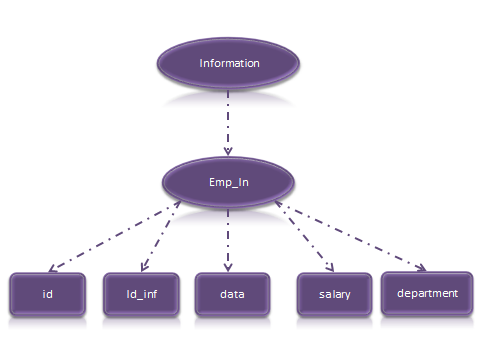 Information
Emp_In
id
Id_inf
data
salary
department